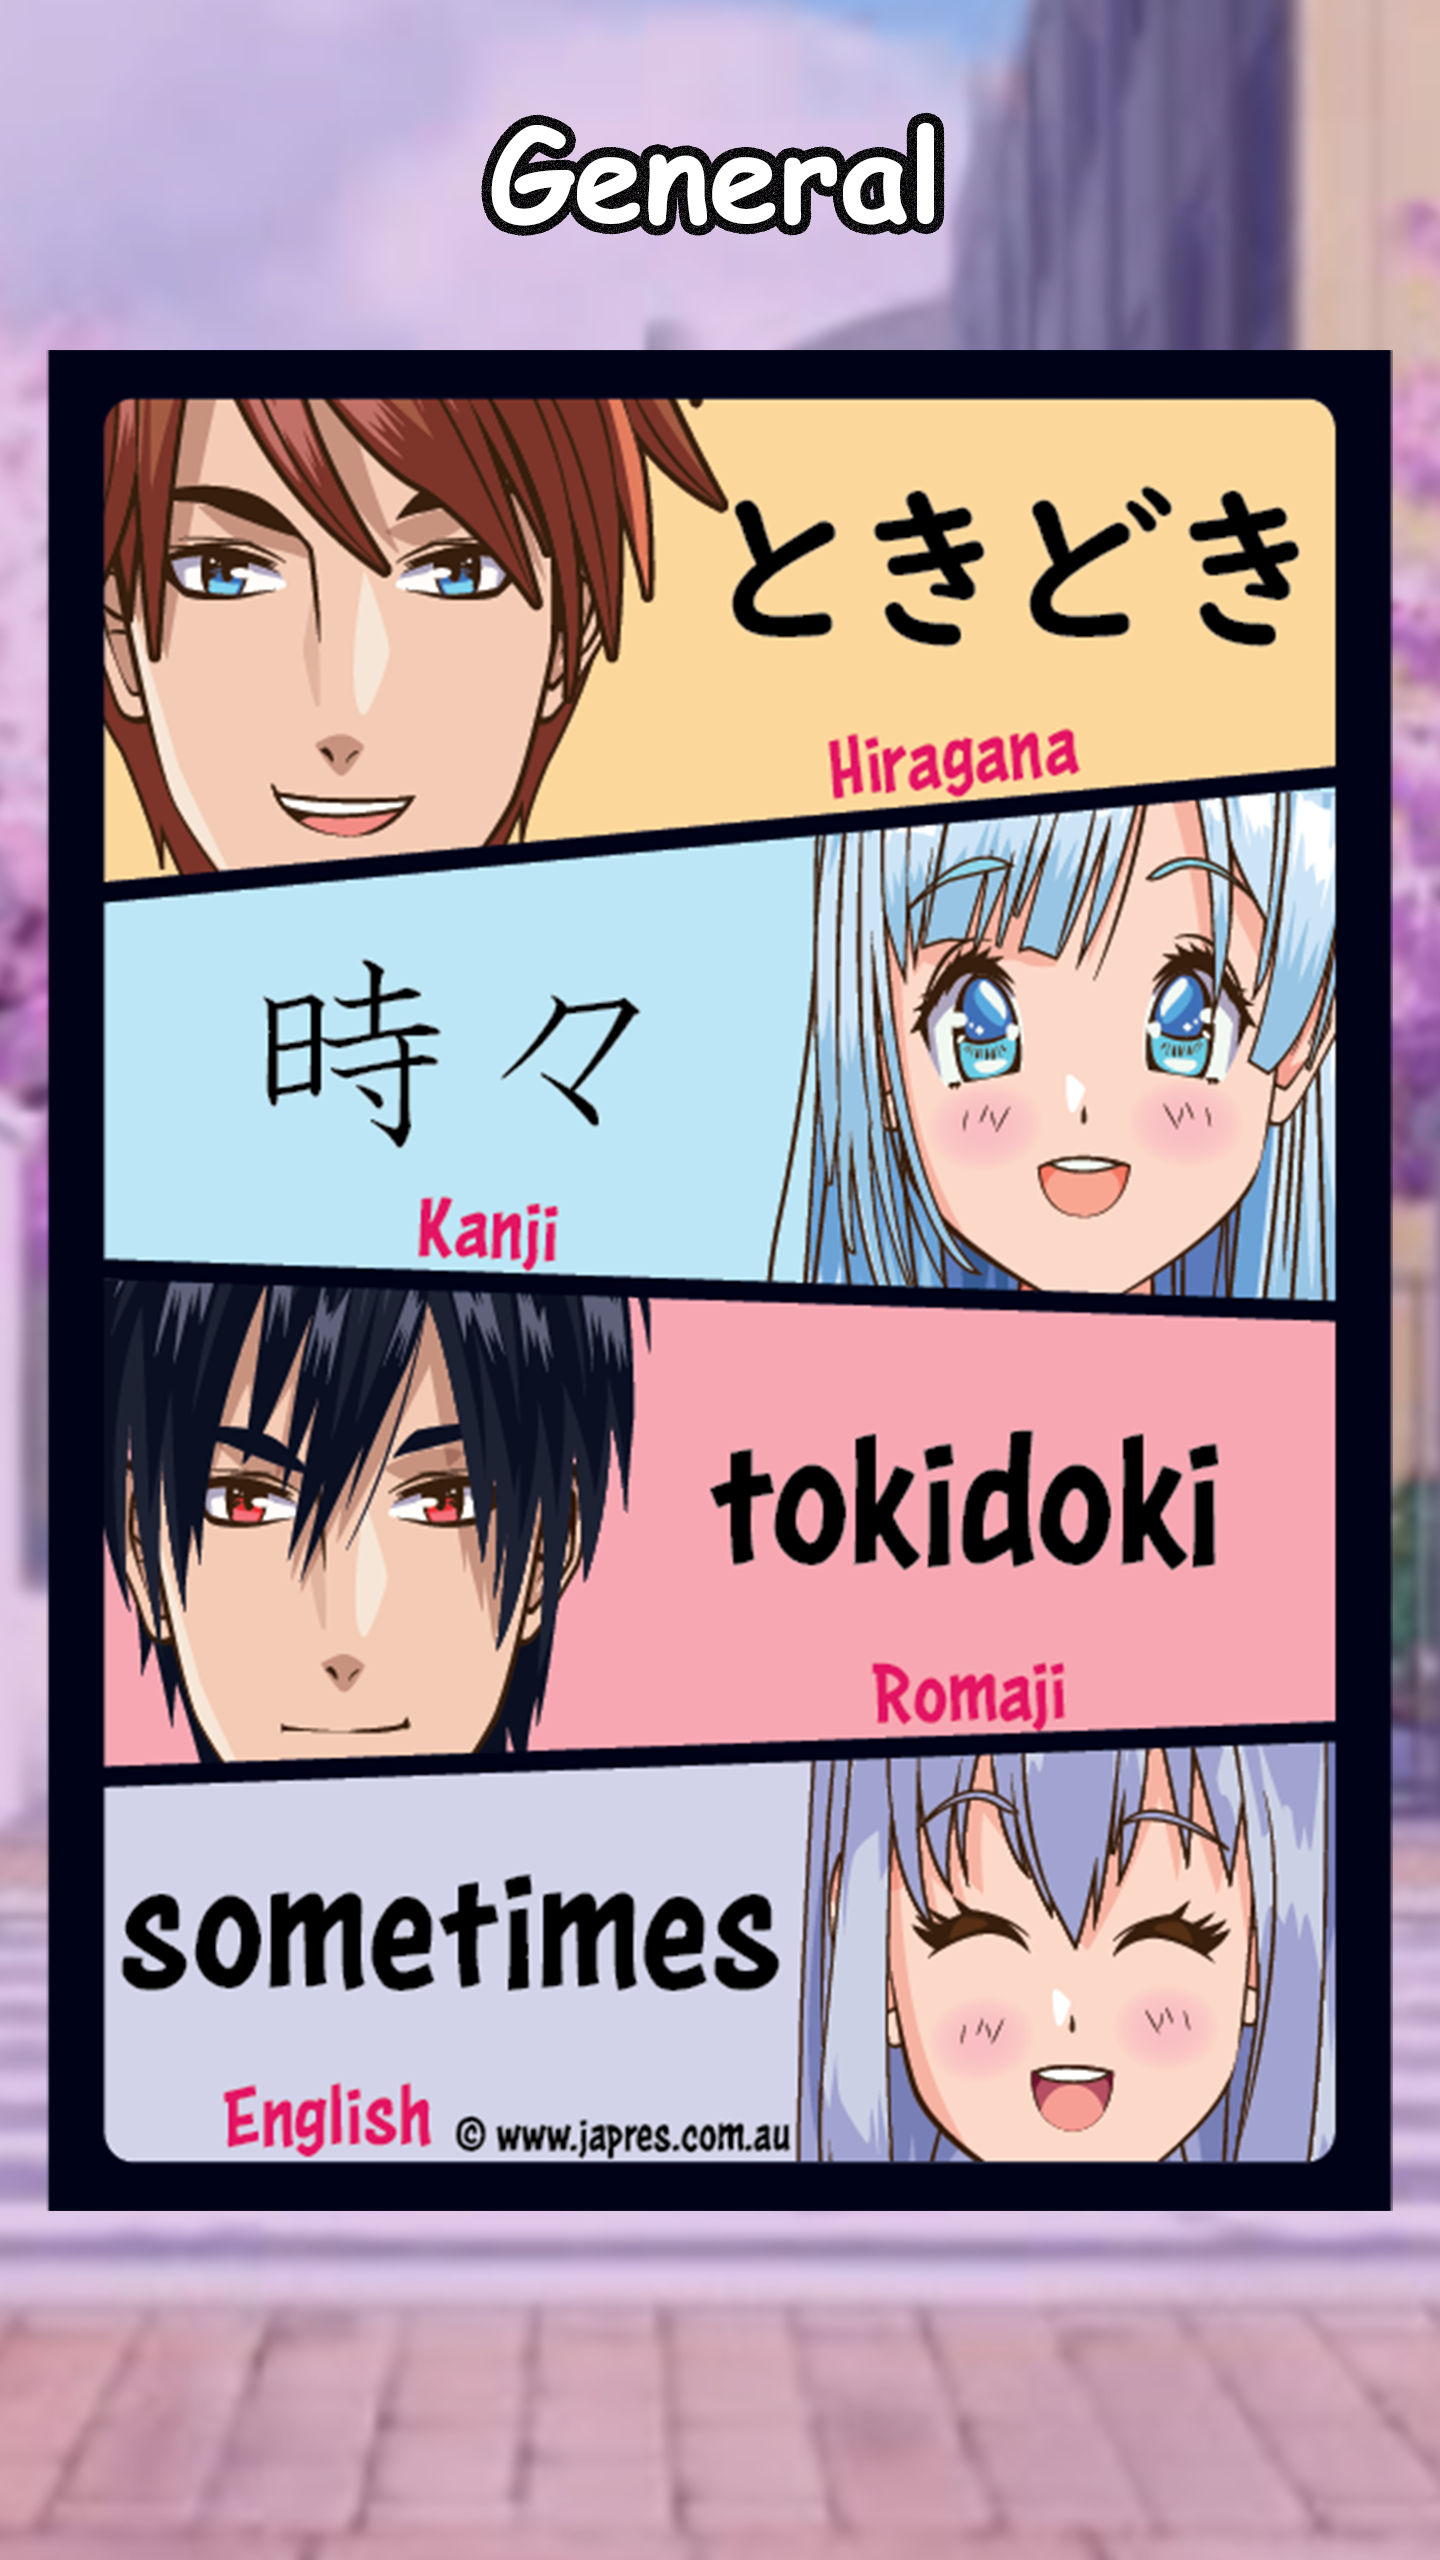 General
ときどき
Hiragana
時々
Kanji
tokidoki
Romaji
sometimes
English © www.japres.com.au